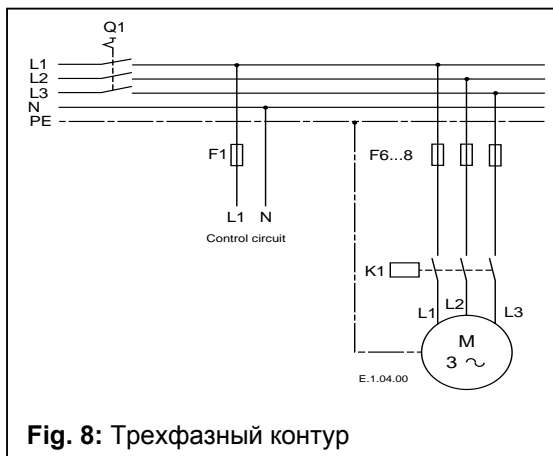 Q1
L1
L2
L3
N
PE
F1
F6...8
L1 N
Control circuit
K1
L1 L2 L3
M
3 ~
E.1.04.00
Fig. 8: Трехфазный контур